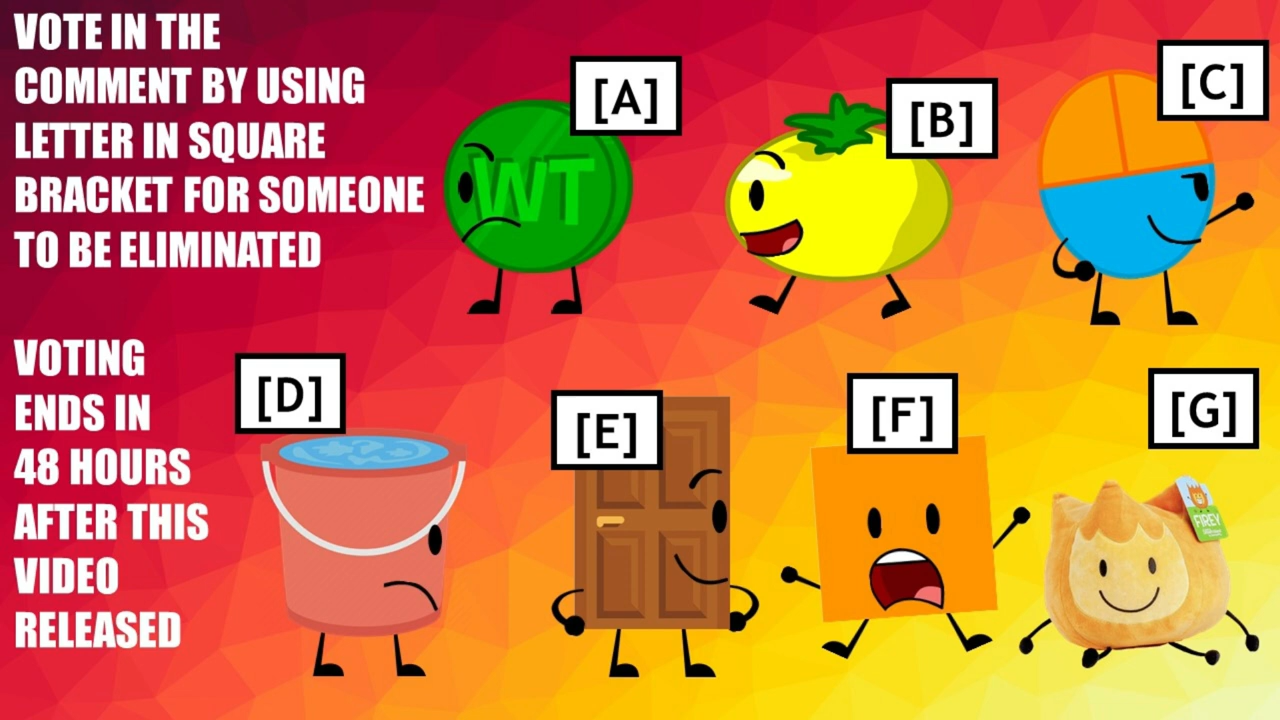 VOTE IN THE
COMMENT BY USING
LETTER IN SQUARE
BRACKET FOR SOMEONE
TO BE ELIMINATED
[A]
WT
[B]
[C]
VOTING
ENDS IN
48 HOURS
AFTER THIS
VIDEO
RELEASED
[D]
[E]
[F]
[G]
FIREY